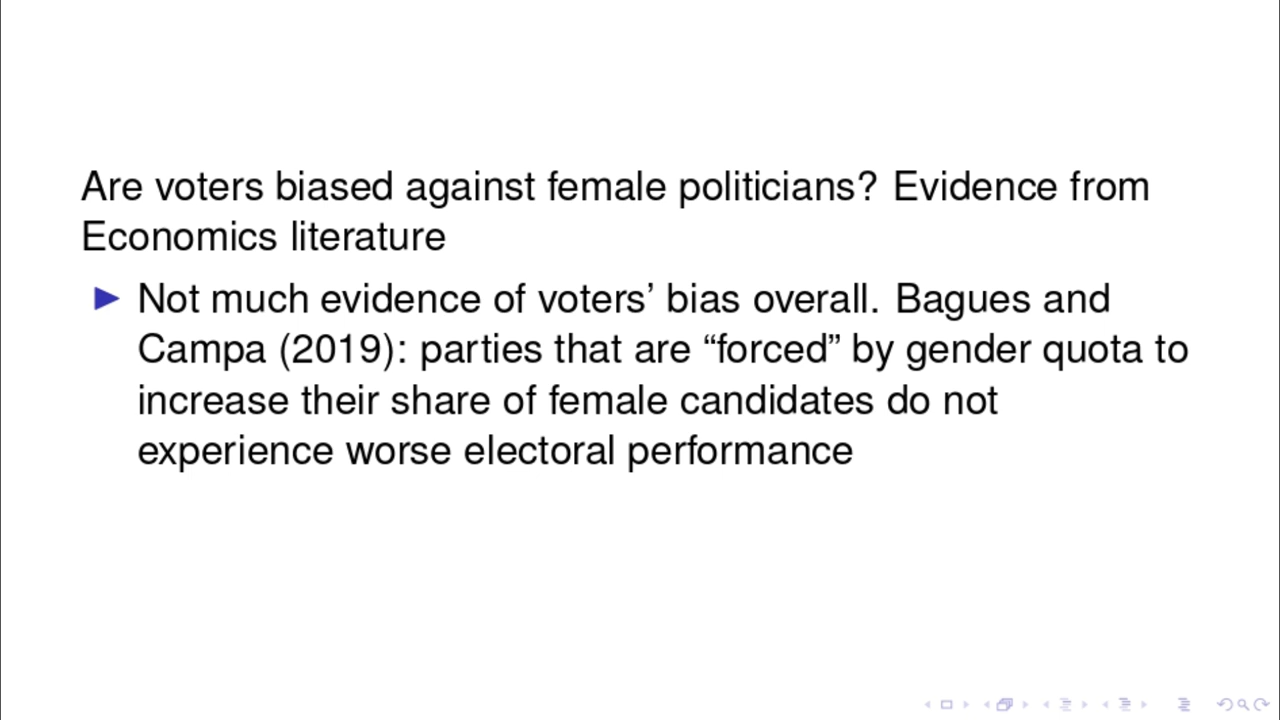 Are voters biased against female politicians? Evidence from
Economics literature
Not much evidence of voters’ bias overall. Bagues and
Campa (2019): parties that are “forced” by gender quota to
increase their share of female candidates do not
experience worse electoral performance